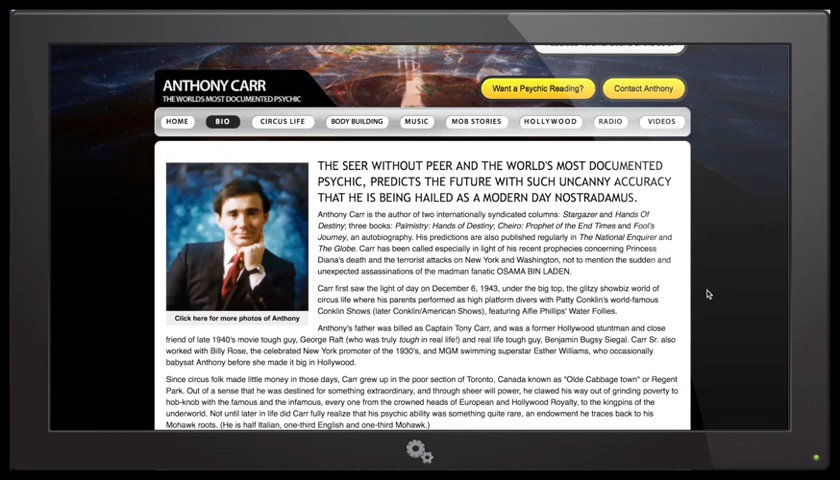 ANTHONY CARR
THE WORLDS MOST DOCUMENTED PSYCHIC
Want a Psychic Reading?
Contact Anthony
HOME BIO CIRCUS LIFE BODY BUILDING MUSIC MOB STORIES HOLLYWOOD RADIO VIDEOS
THE SEER WITHOUT PEER AND THE WORLD'S MOST DOCUMENTED
PSYCHIC, PREDICTS THE FUTURE WITH SUCH UNCANNY ACCURACY
THAT HE IS BEING HAILED AS A MODERN DAY NOSTRADAMUS.
Anthony Carr is the author of two internationally syndicated columns: Stargazer and Hands Of
Destiny; three books: Palmistry: Hands of Destiny; Cheiro: Prophet of the End Times and Fool's
Journey, an autobiography. His predictions are also published regularly in The National Enquirer and
The Globe. Carr has been called especially in light of his recent prophecies concerning Princess
Diana's death and the terrorist attacks on New York and Washington, not to mention the sudden and
unexpected assassinations of the madman fanatic OSAMA BIN LADEN.
Carr first saw the light of day on December 6, 1943, under the big top, the glitzy showbiz world of
circus life where his parents performed as high platform divers with Patty Conklin's world-famous
Conklin Shows (later Conklin/American Shows), featuring Alfie Phillips' Water Follies.
Click here for more photos of Anthony
Anthony's father was billed as Captain Tony Carr, and was a former Hollywood stuntman and close
friend of late 1940's movie tough guy, George Raft (who was truly tough in real life!) and real life tough guy, Benjamin Bugsy Siegal. Carr Sr. also
worked with Billy Rose, the celebrated New York promoter of the 1930's, and MGM swimming superstar Esther Williams, who occasionally
babysat Anthony before she made it big in Hollywood.
Since circus folk made little money in those days, Carr grew up in the poor section of Toronto, Canada known as "Olde Cabbage town" or Regent
Park. Out of a sense that he was destined for something extraordinary, and through sheer will power, he clawed his way out of grinding poverty to
hob-knob with the famous and the infamous, every one from the crowned heads of European and Hollywood Royalty, to the kingpins of the
underworld. Not until later in life did Carr fully realize that his psychic ability was something quite rare, an endowment he traces back to his
Mohawk roots. (He is half Italian, one-third English and one-third Mohawk.)